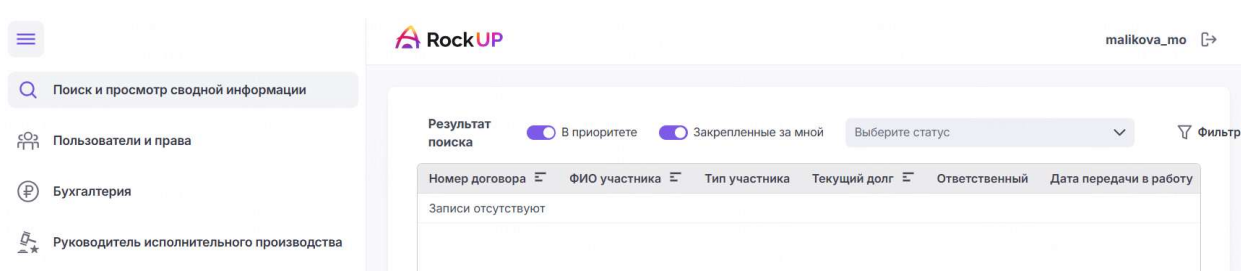 RockUP
malikova_mo
Поиск и просмотр сводной информации
Пользователи и права
Бухгалтерия
Руководитель исполнительного производства
Результат
поиска
В приоритете
Закрепленные за мной
Выберите статус
Фильтр
Номер договора ФИО участника Тип участника Текущий долг Ответственный Дата передачи в работу
Записи отсутствуют